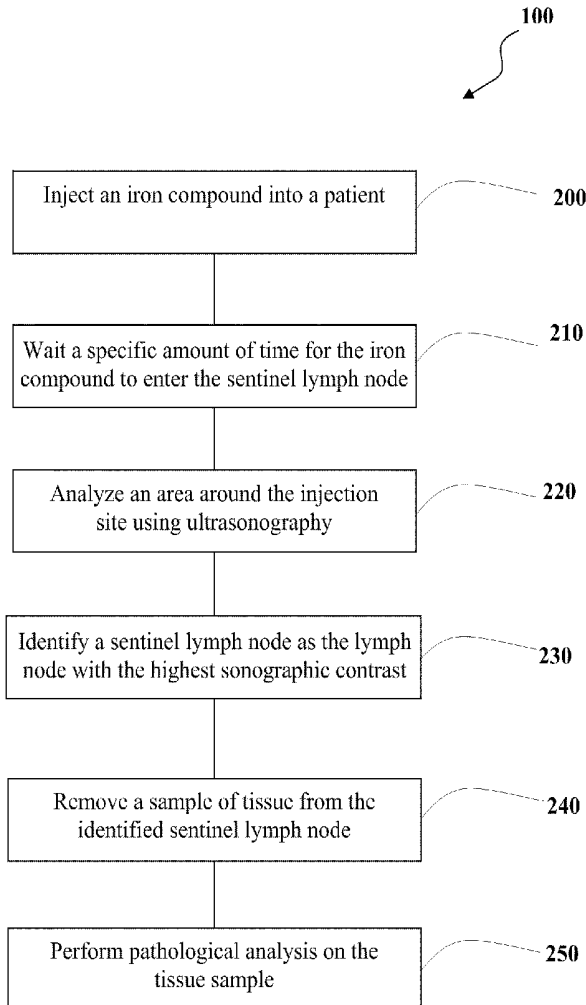 100
Inject an iron compound into a patient
200
Wait a specific amount of time for the iron
compound to enter the sentinel lymph node
210
Analyze an area around the injection
site using ultrasonography
220
Identify a sentinel lymph node as the lymph
node with the highest sonographic contrast
230
Remove a sample of tissue from the
identified sentinel lymph node
240
Perform pathological analysis on the
tissue sample
250